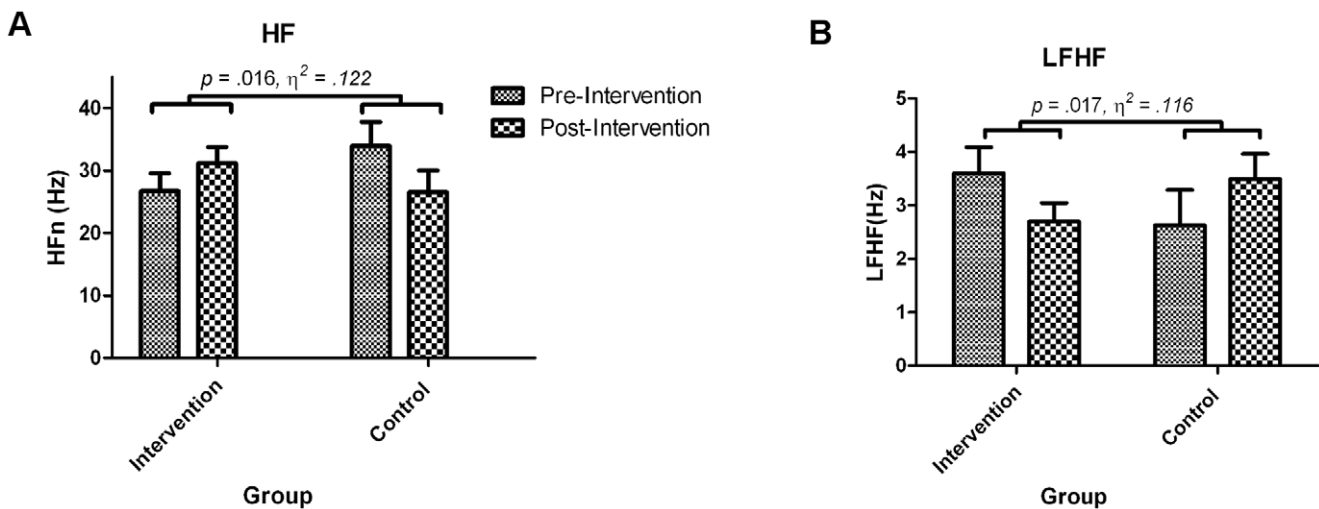 A
HF
p = .016, η² = .122
40
30
20
10
0
HFn (Hz)
Intervention
Control
Group
Pre-Intervention
Post-Intervention
B
LFHF
p = .017, η² = .116
5
4
3
2
1
0
LFHF(Hz)
Intervention
Control
Group